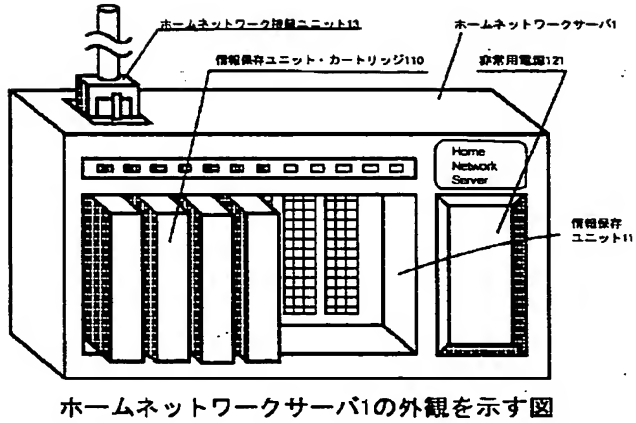 ホームネットワーク接続ユニット13
ホームネットワークサーバ1
情報保存ユニット・カートリッジ110
非常用電源121
Home
Network
Server
情報保存
ユニット11
ホームネットワークサーバ1の外観を示す図